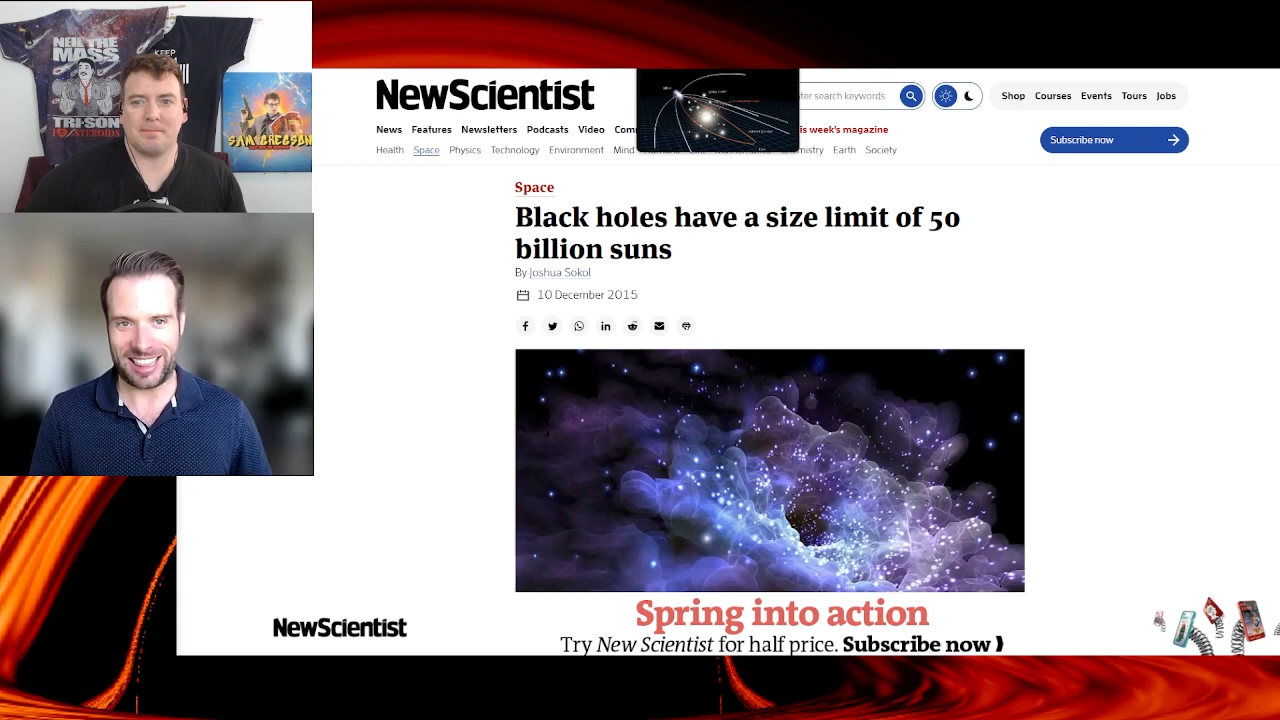 NEIL THE
MASS
TRI-SON
I ASTEROIDS
KEEP
SAM GREGSON
NewScientist
ter search keywords
Shop Courses Events Tours Jobs
News Features Newsletters Podcasts Video Com
is week's magazine
Subscribe now →
Health Space Physics Technology Environment Mind
mistry Earth Society
Space
Black holes have a size limit of 50
billion suns
By Joshua Sokol
10 December 2015
Spring into action
NewScientist
Try New Scientist for half price. Subscribe now ❯